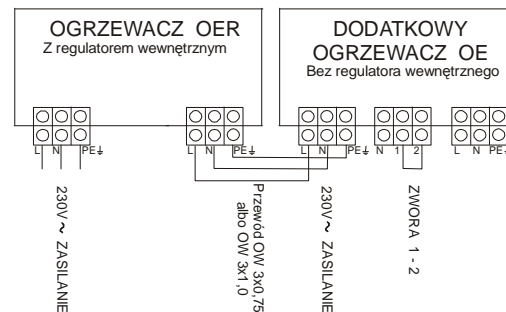 OGRZEWACZ OER
Z regulatorem wewnętrznym
DODATKOWY
OGRZEWACZ OE
Bez regulatora wewnętrznego
L N PE
L N PE
L N PE
N 1 2
L N PE
230V ~ ZASILANIE
Przewód OW 3x0,75
albo OW 3x1,0
230V ~ ZASILANIE
ZWORA 1 - 2